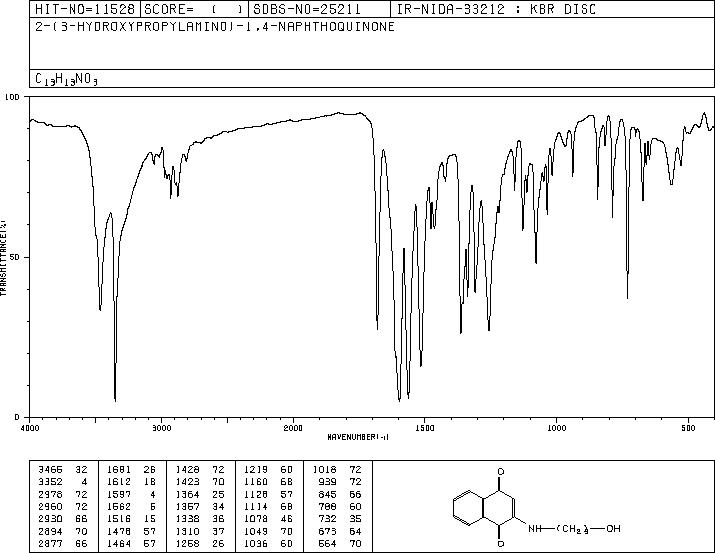 HIT-NO=11528 SCORE= ( ) SDBS-NO=25211 IR-NIDA-33212 : KBR DISC
2-(3-HYDROXYPROPYLAMINO)-1,4-NAPHTHOQUINONE
C13H13NO3
100
50
0
TRANSMITTANCE(%)
4000 3000 2000 1500 1000 500
WAVENUMBER(-1)
3466 32 1681 26 1428 72 1219 60 1018 72
3352 4 1612 18 1423 70 1160 68 939 72
2978 72 1597 4 1364 25 1128 57 845 66
2960 72 1562 5 1357 34 1114 68 788 60
2930 66 1516 15 1338 36 1078 46 732 35
2894 70 1478 57 1310 37 1049 70 673 64
2877 66 1464 57 1258 26 1036 60 564 70
O
NH—(CH2)3—OH
O